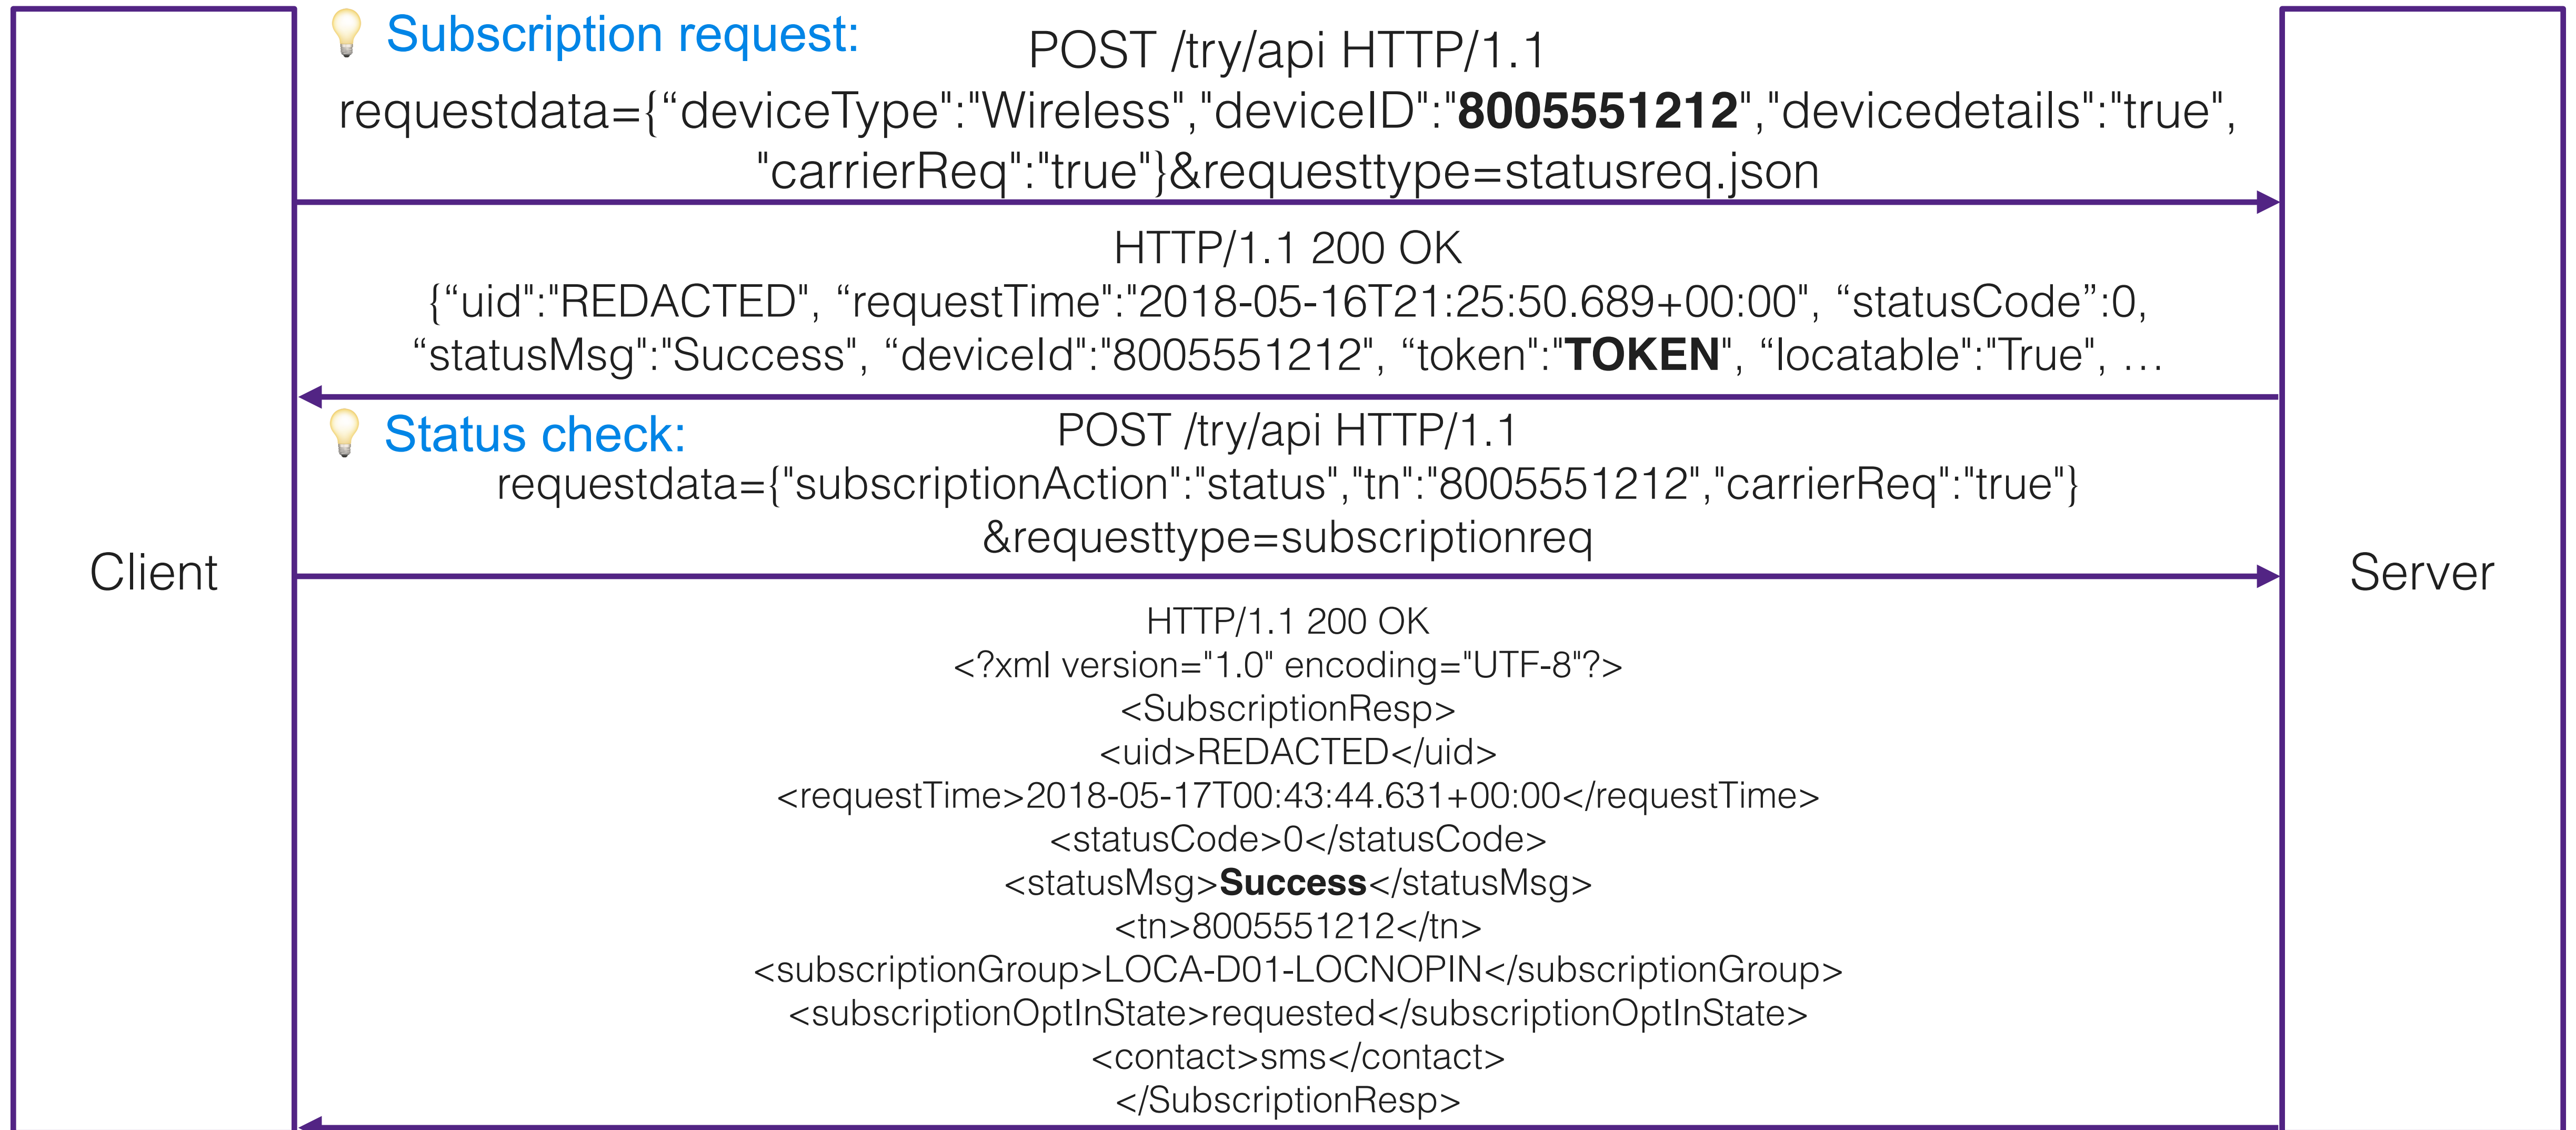 Subscription request:
POST /try/api HTTP/1.1
requestdata={“deviceType":"Wireless","deviceID":"8005551212","devicedetails":"true",
"carrierReq":"true"}&requesttype=statusreq.json
HTTP/1.1 200 OK
{“uid":"REDACTED", “requestTime":"2018-05-16T21:25:50.689+00:00", “statusCode”:0,
“statusMsg":"Success", “deviceId":"8005551212", “token":"TOKEN", “locatable":"True", …
Status check:
POST /try/api HTTP/1.1
requestdata={"subscriptionAction":"status","tn":"8005551212","carrierReq":"true"}
&requesttype=subscriptionreq
Client
Server
HTTP/1.1 200 OK
<?xml version="1.0" encoding="UTF-8"?>
<SubscriptionResp>
<uid>REDACTED</uid>
<requestTime>2018-05-17T00:43:44.631+00:00</requestTime>
<statusCode>0</statusCode>
<statusMsg>Success</statusMsg>
<tn>8005551212</tn>
<subscriptionGroup>LOCA-D01-LOCNOPIN</subscriptionGroup>
<subscriptionOptInState>requested</subscriptionOptInState>
<contact>sms</contact>
</SubscriptionResp>